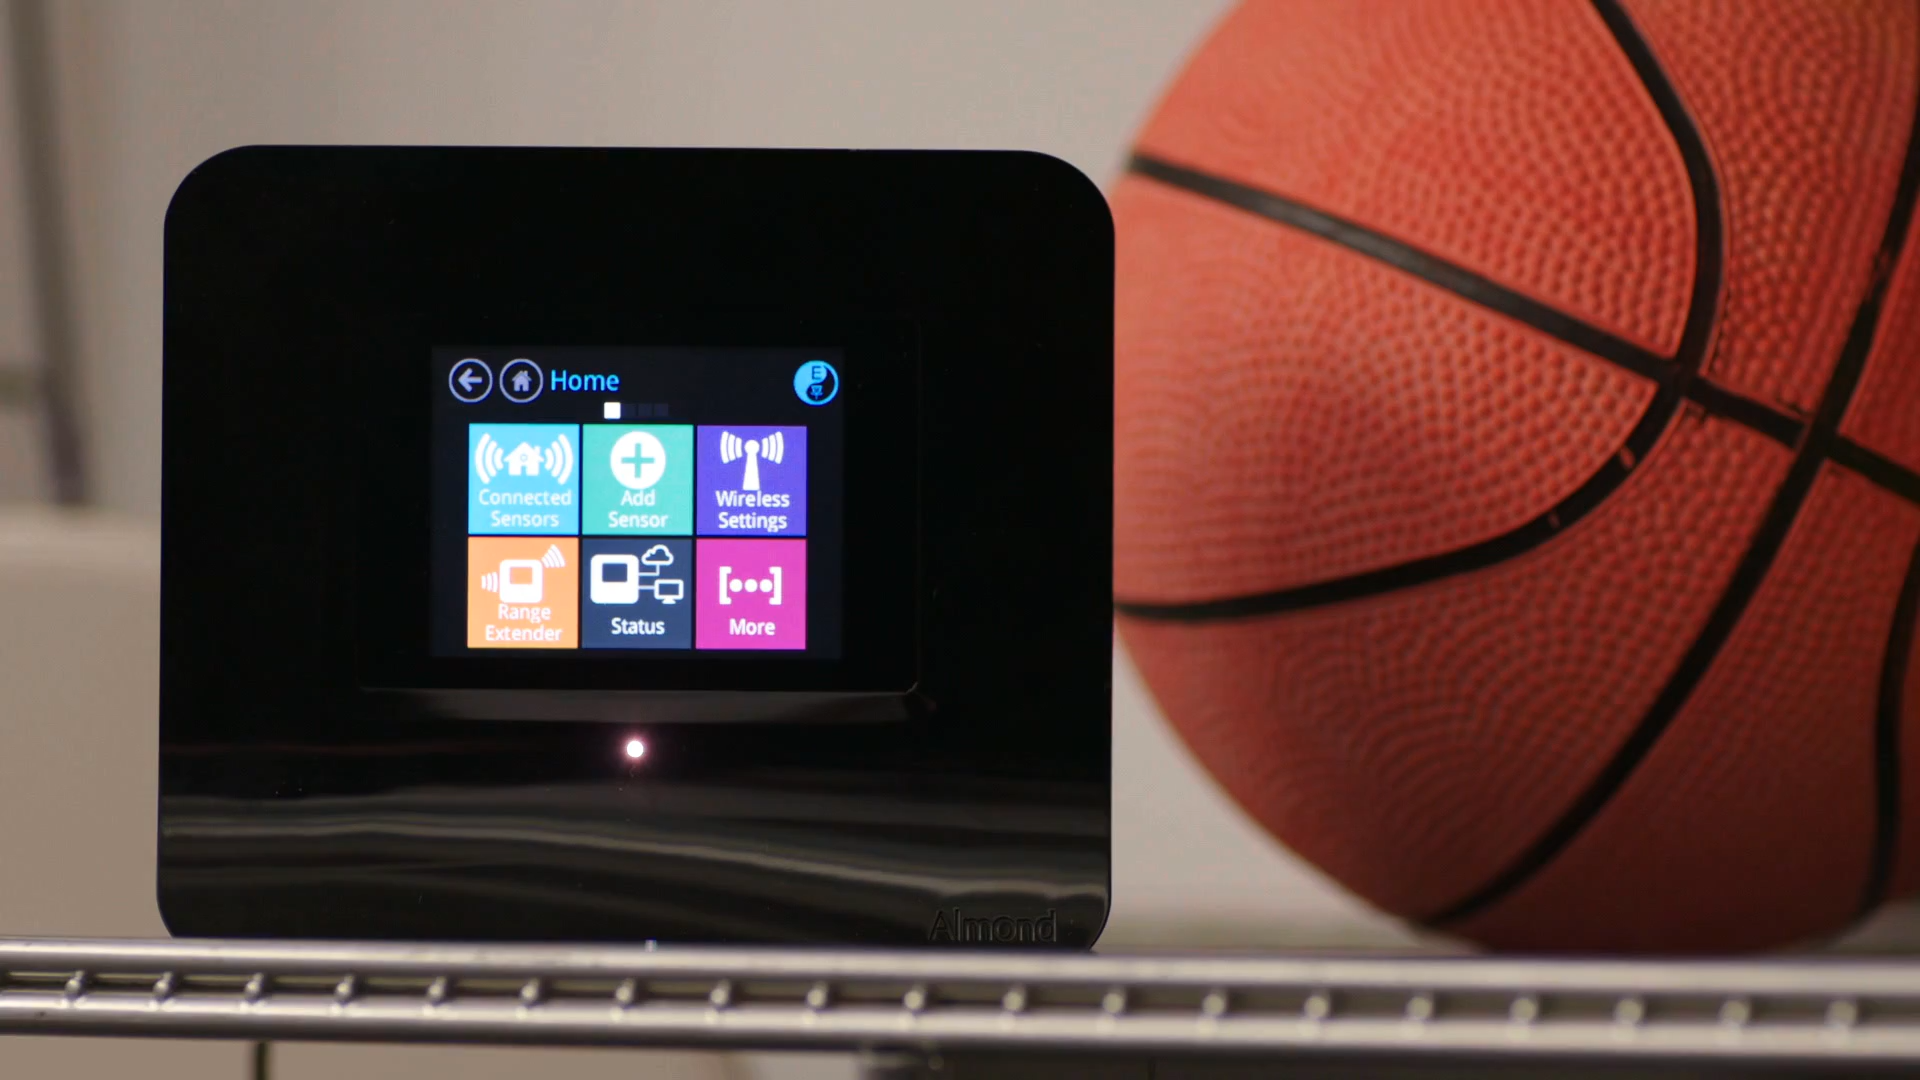 Home
E
Connected
Sensors
Add
Sensor
Wireless
Settings
Range
Extender
Status
More
Almond